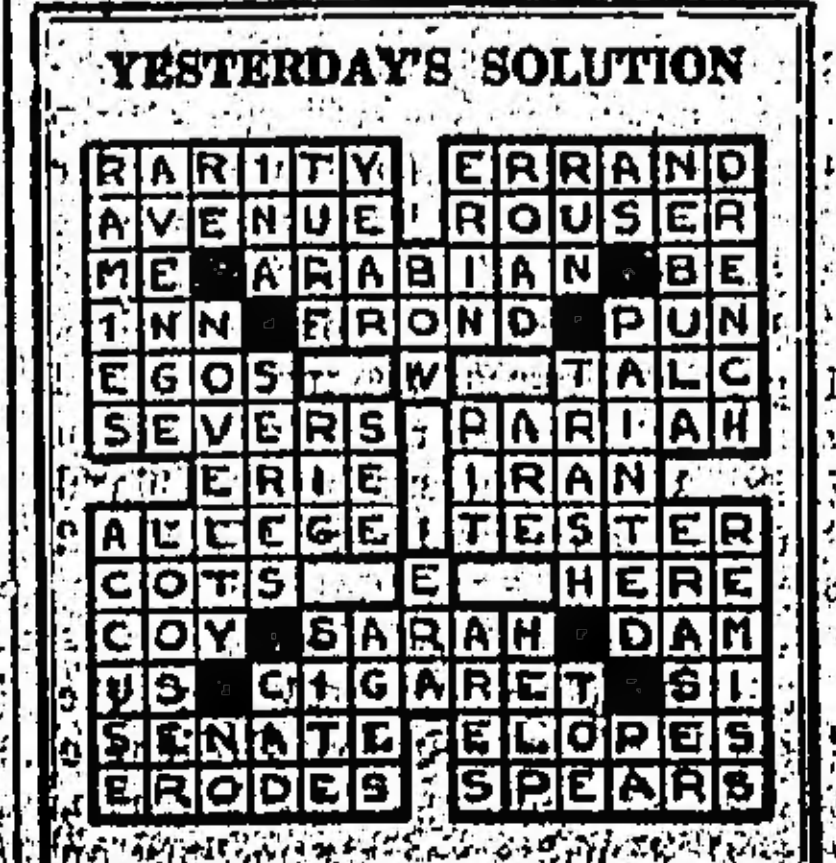 YESTERDAY'S SOLUTION
RARITY ERRAND
AVENUE ROUSER
ME ARABIAN BE
INN FROND PUN
EGOS W TALC
SEVERS PARIAH
ERIE IRAN
ALLEGE TESTER
COTS E HERE
COY SARAH DAM
US CIGARET SI
SENATE ELOPES
ERODES SPEARS